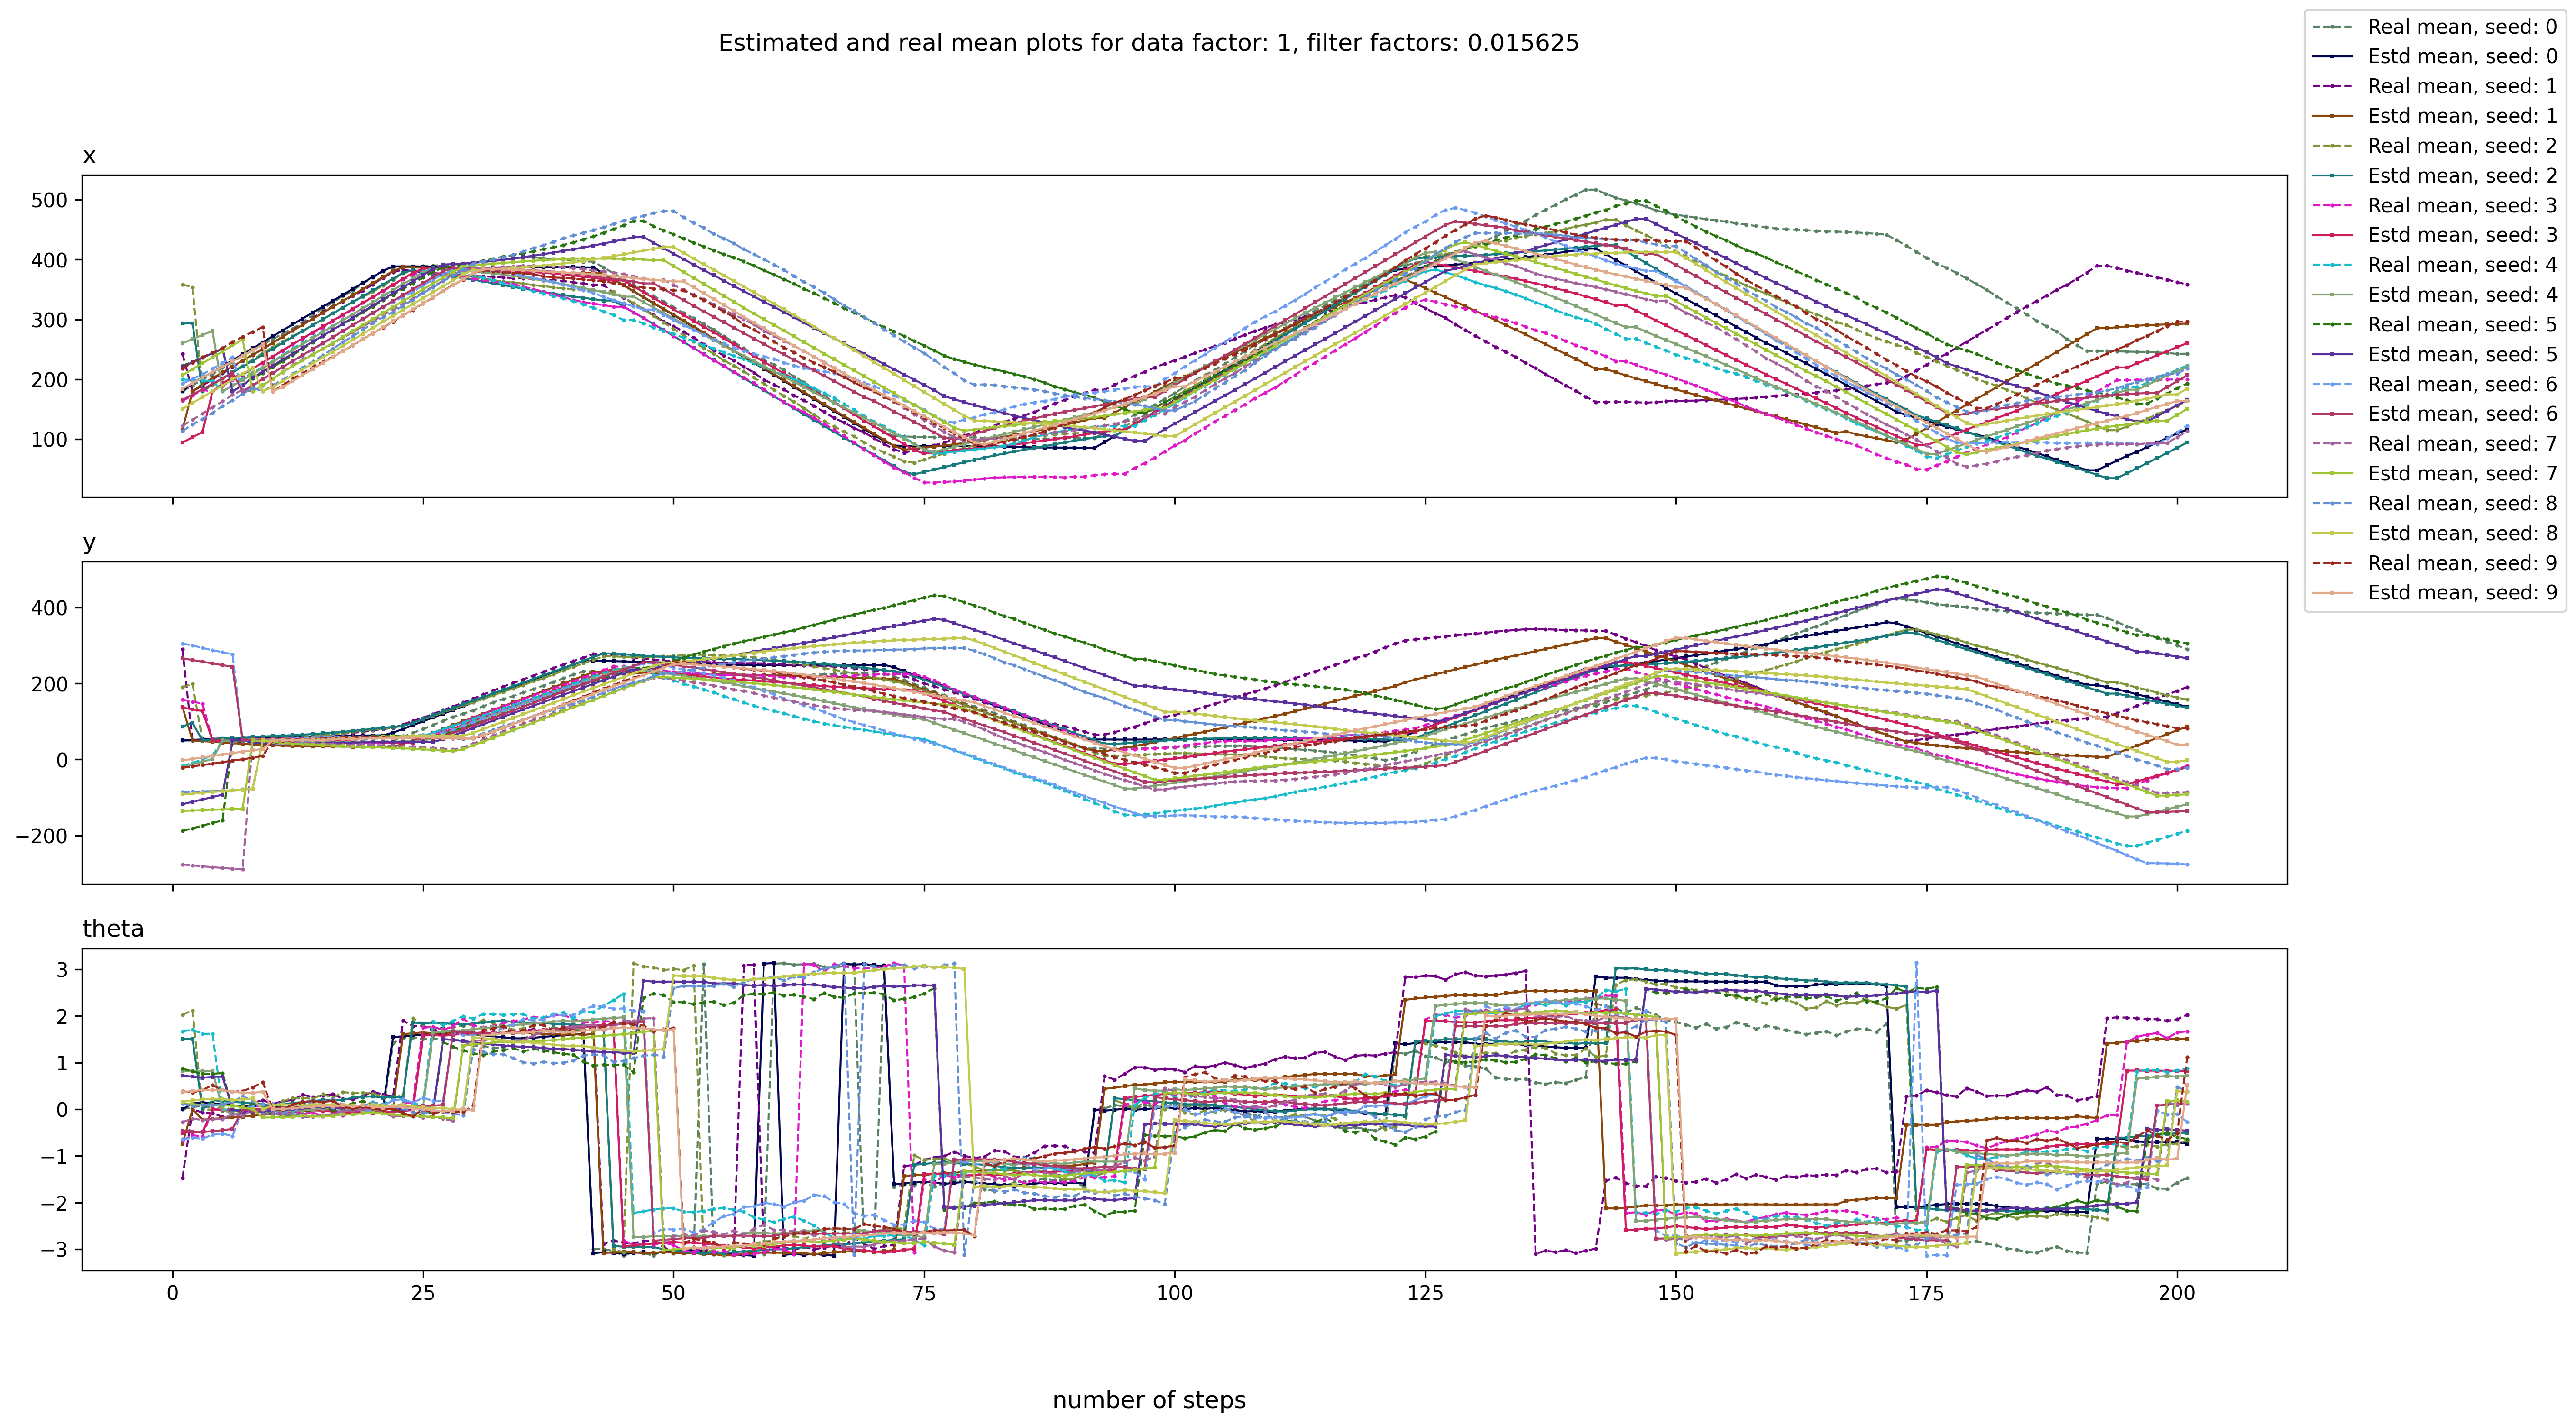 Estimated and real mean plots for data factor: 1, filter factors: 0.015625
Real mean, seed: 0
Estd mean, seed: 0
Real mean, seed: 1
Estd mean, seed: 1
Real mean, seed: 2
Estd mean, seed: 2
Real mean, seed: 3
Estd mean, seed: 3
Real mean, seed: 4
Estd mean, seed: 4
Real mean, seed: 5
Estd mean, seed: 5
Real mean, seed: 6
Estd mean, seed: 6
Real mean, seed: 7
Estd mean, seed: 7
Real mean, seed: 8
Estd mean, seed: 8
Real mean, seed: 9
Estd mean, seed: 9
x
500
400
300
200
100
y
400
200
0
−200
theta
3
2
1
0
−1
−2
−3
0 25 50 75 100 125 150 175 200
number of steps